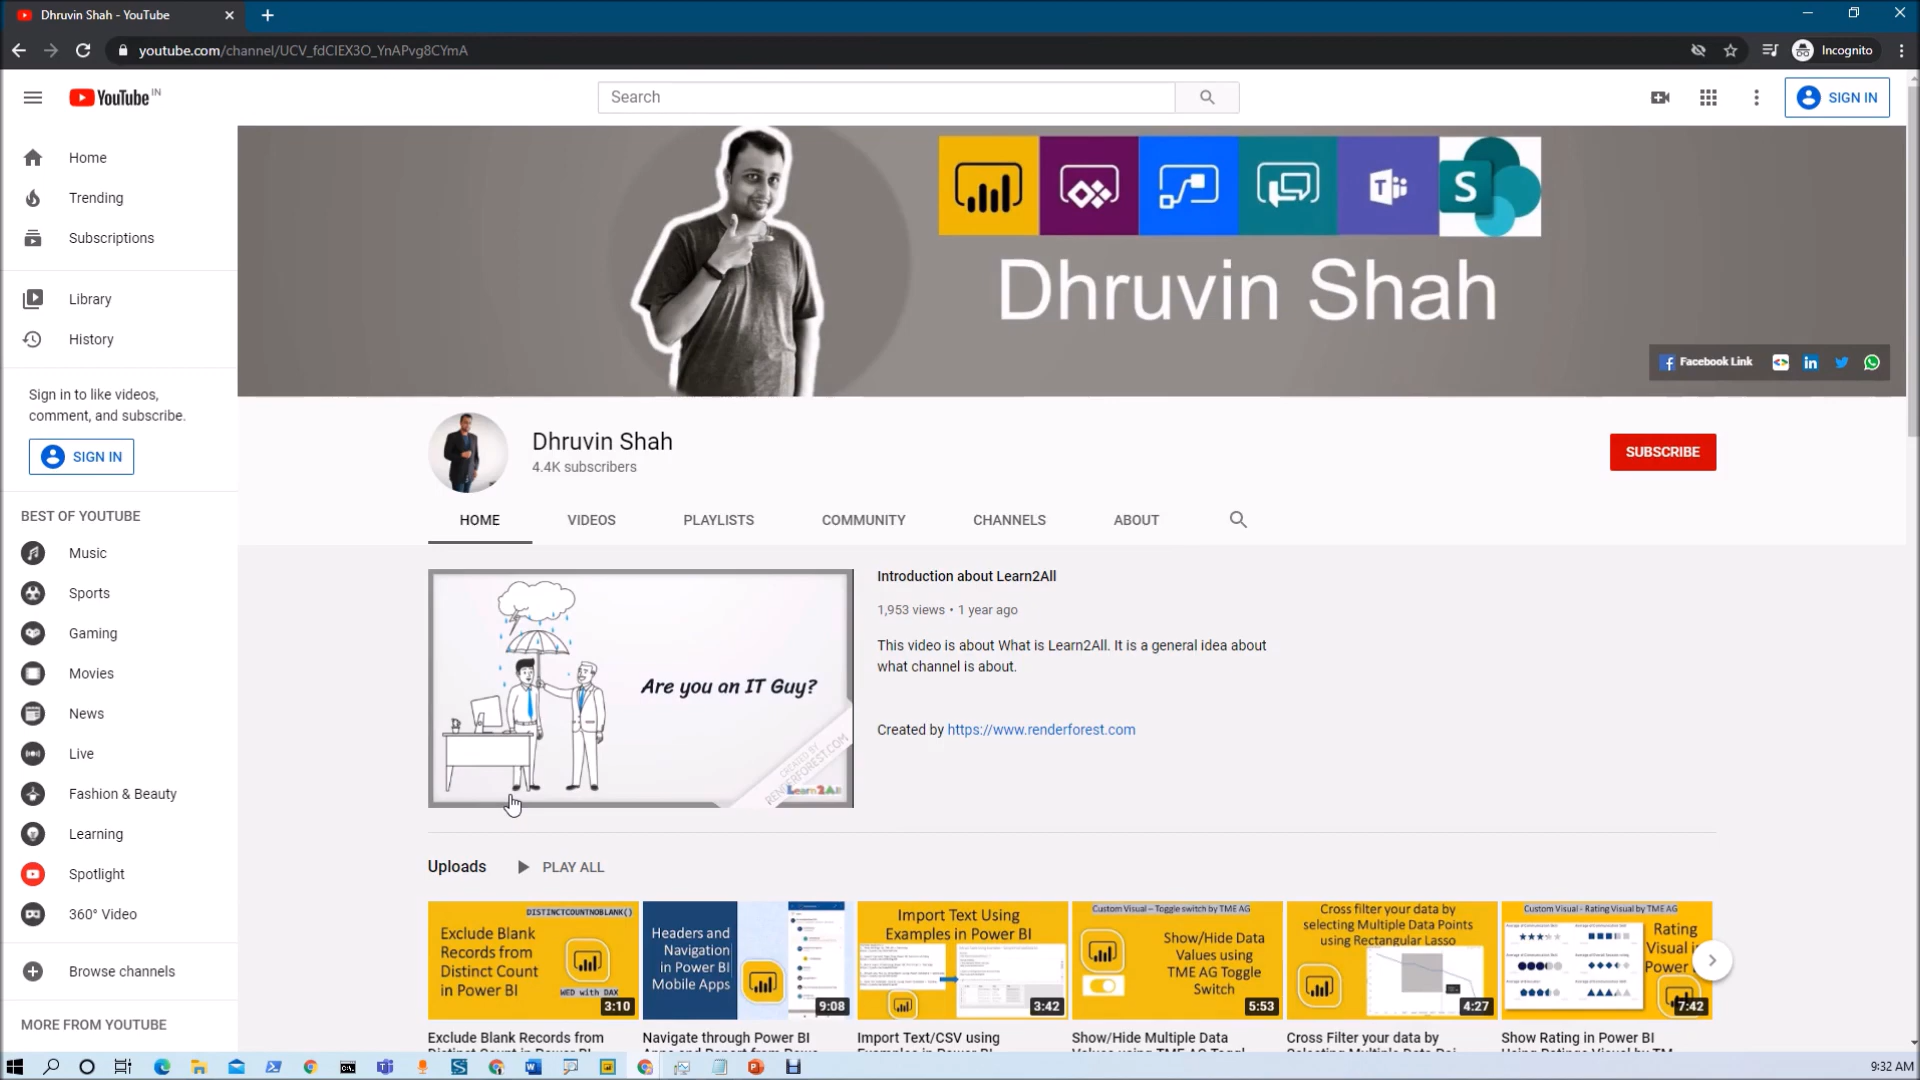 Dhruvin Shah - YouTube
youtube.com/channel/UCV_fdCIEX3O_YnAPvg8CYmA
Incognito
YouTube IN
Search
SIGN IN
Home
Trending
Subscriptions
Library
History
Sign in to like videos,
comment, and subscribe.
SIGN IN
BEST OF YOUTUBE
Music
Sports
Gaming
Movies
News
Live
Fashion & Beauty
Learning
Spotlight
360° Video
Browse channels
MORE FROM YOUTUBE
Dhruvin Shah
Facebook Link
Dhruvin Shah
4.4K subscribers
SUBSCRIBE
HOME VIDEOS PLAYLISTS COMMUNITY CHANNELS ABOUT
Are you an IT Guy?
CREATED BY
RENDERFOREST.COM
Learn2All
Introduction about Learn2All
1,953 views • 1 year ago
This video is about What is Learn2All. It is a general idea about
what channel is about.
Created by https://www.renderforest.com
Uploads PLAY ALL
DISTINCTCOUNTNOBLANK()
Exclude Blank
Records from
Distinct Count
in Power BI
WED with DAX
3:10
Headers and
Navigation
in Power BI
Mobile Apps
9:08
Import Text Using
Examples in Power BI
3:42
Custom Visual – Toggle switch by TME AG
Show/Hide Data
Values using
TME AG Toggle
Switch
5:53
Cross filter your data by
selecting Multiple Data Points
using Rectangular Lasso
4:27
Custom Visual - Rating Visual by TME AG
Rating
Visual i
Power
7:42
Exclude Blank Records from
Navigate through Power BI
Import Text/CSV using
Show/Hide Multiple Data
Cross Filter your data by
Show Rating in Power BI
9:32 AM